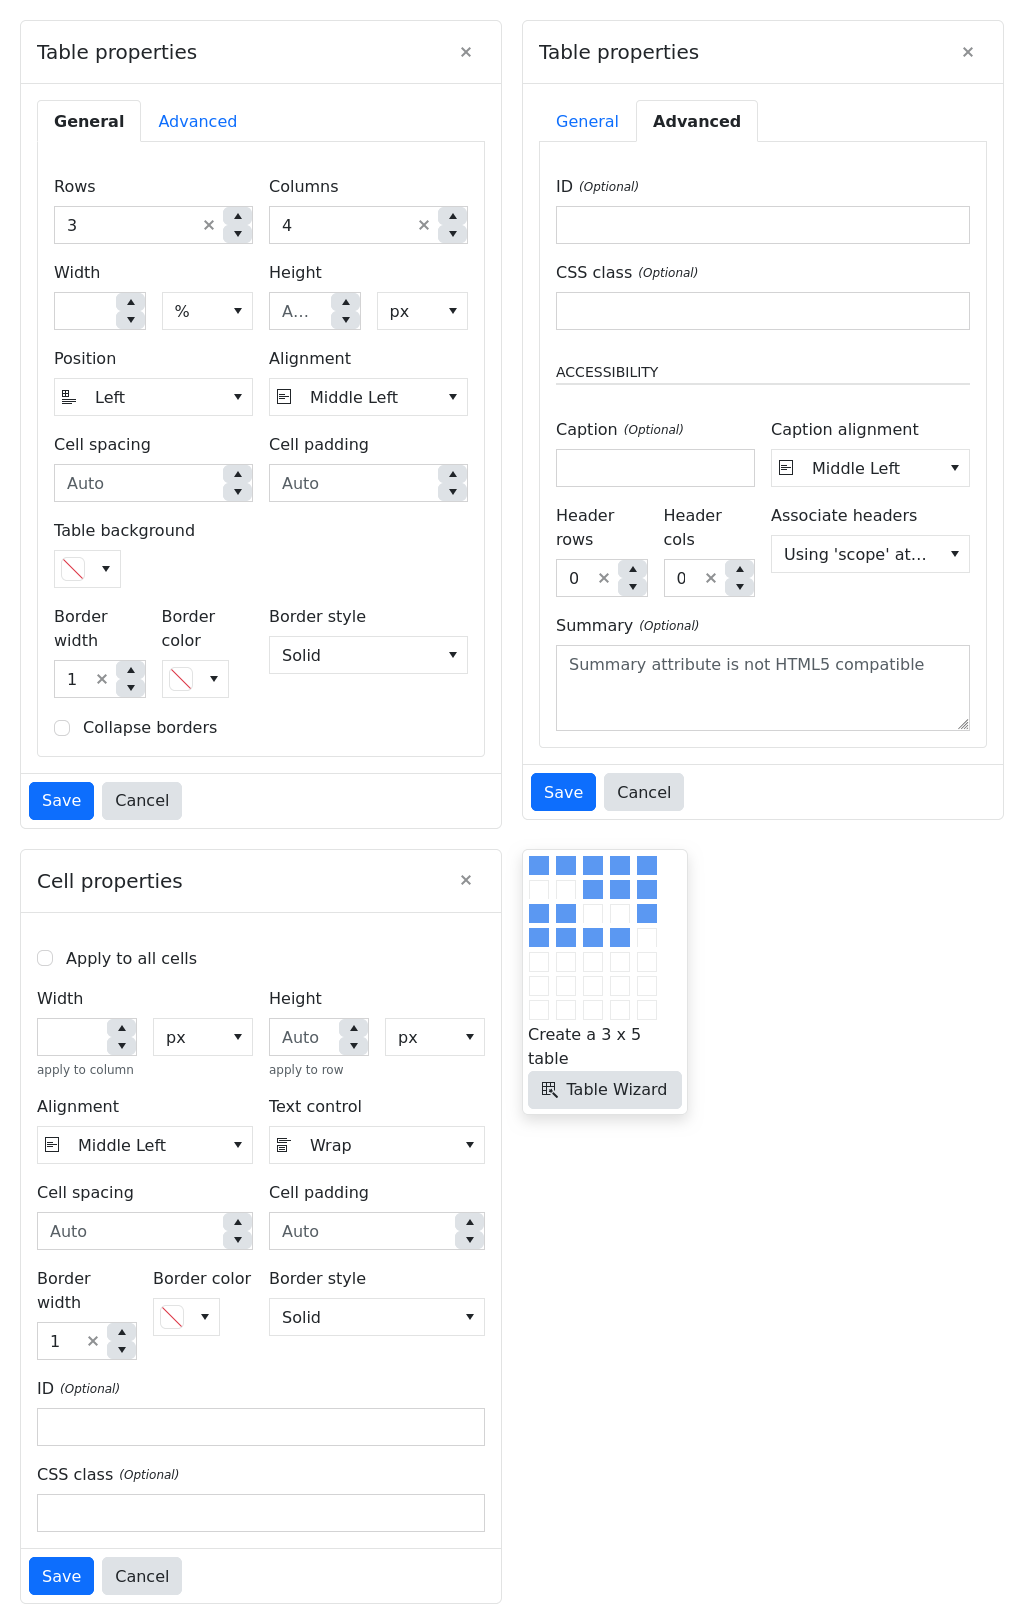 Table properties
General
Advanced
Rows
Columns
3
4
Width
Height
%
A...
px
Position
Alignment
Left
Middle Left
Cell spacing
Cell padding
Auto
Auto
Table background
Border width
Border color
Border style
1
Solid
Collapse borders
Save
Cancel
Table properties
General
Advanced
ID (Optional)
CSS class (Optional)
ACCESSIBILITY
Caption (Optional)
Caption alignment
Middle Left
Header rows
Header cols
Associate headers
0
0
Using 'scope' at...
Summary (Optional)
Summary attribute is not HTML5 compatible
Save
Cancel
Cell properties
Apply to all cells
Width
Height
px
Auto
px
apply to column
apply to row
Alignment
Text control
Middle Left
Wrap
Cell spacing
Cell padding
Auto
Auto
Border width
Border color
Border style
1
Solid
ID (Optional)
CSS class (Optional)
Save
Cancel
Create a 3 x 5
table
Table Wizard